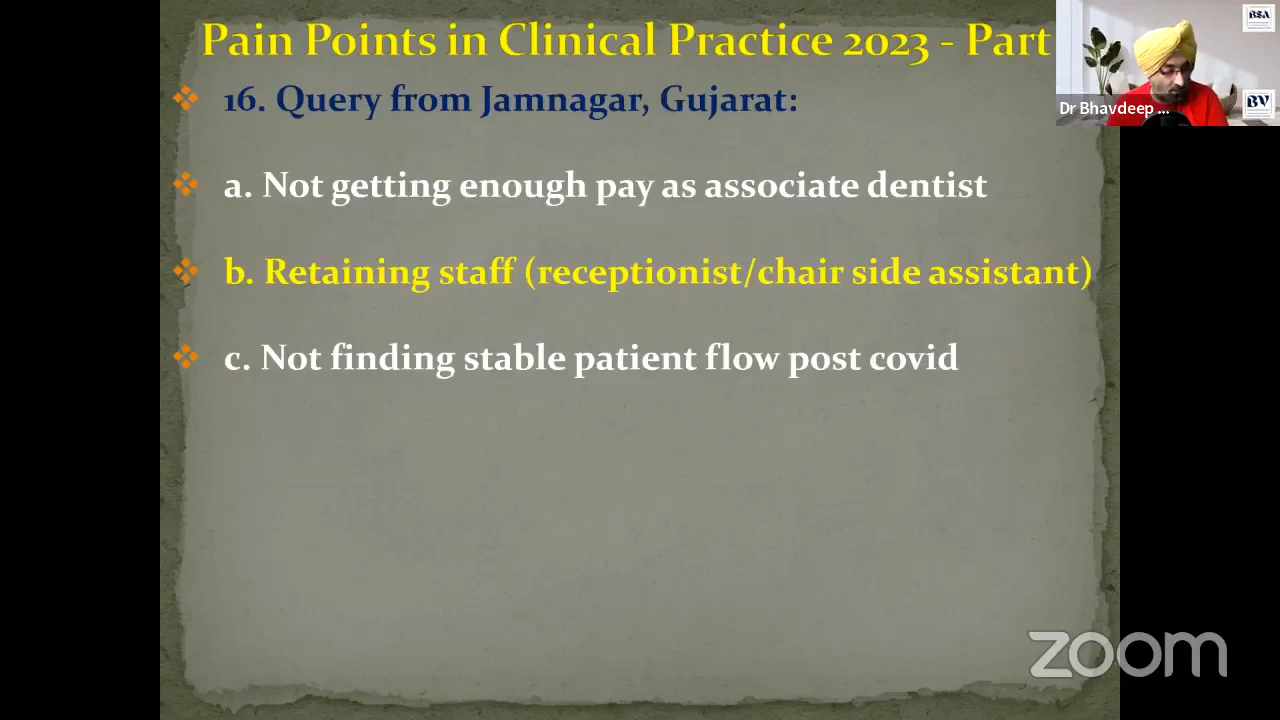 Pain Points in Clinical Practice 2023 - Part
16. Query from Jamnagar, Gujarat:
a. Not getting enough pay as associate dentist
b. Retaining staff (receptionist/chair side assistant)
c. Not finding stable patient flow post covid
BSA
BV
Dr Bhavdeep ...
zoom